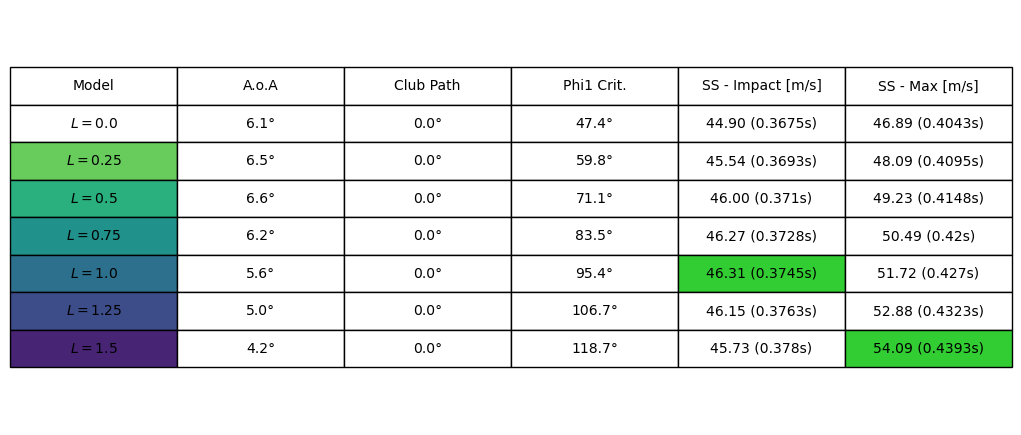 Model A.o.A Club Path Phi1 Crit. SS - Impact [m/s] SS - Max [m/s]
L = 0.0 6.1° 0.0° 47.4° 44.90 (0.3675s) 46.89 (0.4043s)
L = 0.25 6.5° 0.0° 59.8° 45.54 (0.3693s) 48.09 (0.4095s)
L = 0.5 6.6° 0.0° 71.1° 46.00 (0.371s) 49.23 (0.4148s)
L = 0.75 6.2° 0.0° 83.5° 46.27 (0.3728s) 50.49 (0.42s)
L = 1.0 5.6° 0.0° 95.4° 46.31 (0.3745s) 51.72 (0.427s)
L = 1.25 5.0° 0.0° 106.7° 46.15 (0.3763s) 52.88 (0.4323s)
L = 1.5 4.2° 0.0° 118.7° 45.73 (0.378s) 54.09 (0.4393s)